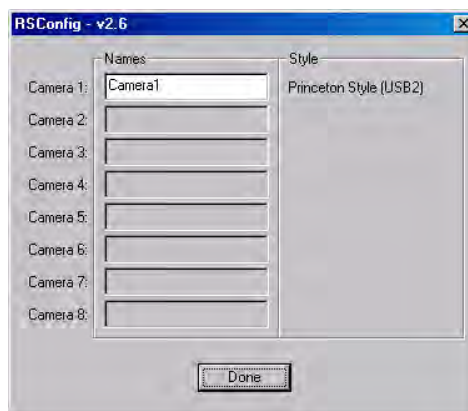 RSConfig - v2.6
Names
Style
Camera 1: Camera1 Princeton Style (USB2)
Camera 2:
Camera 3:
Camera 4:
Camera 5:
Camera 6:
Camera 7:
Camera 8:
Done